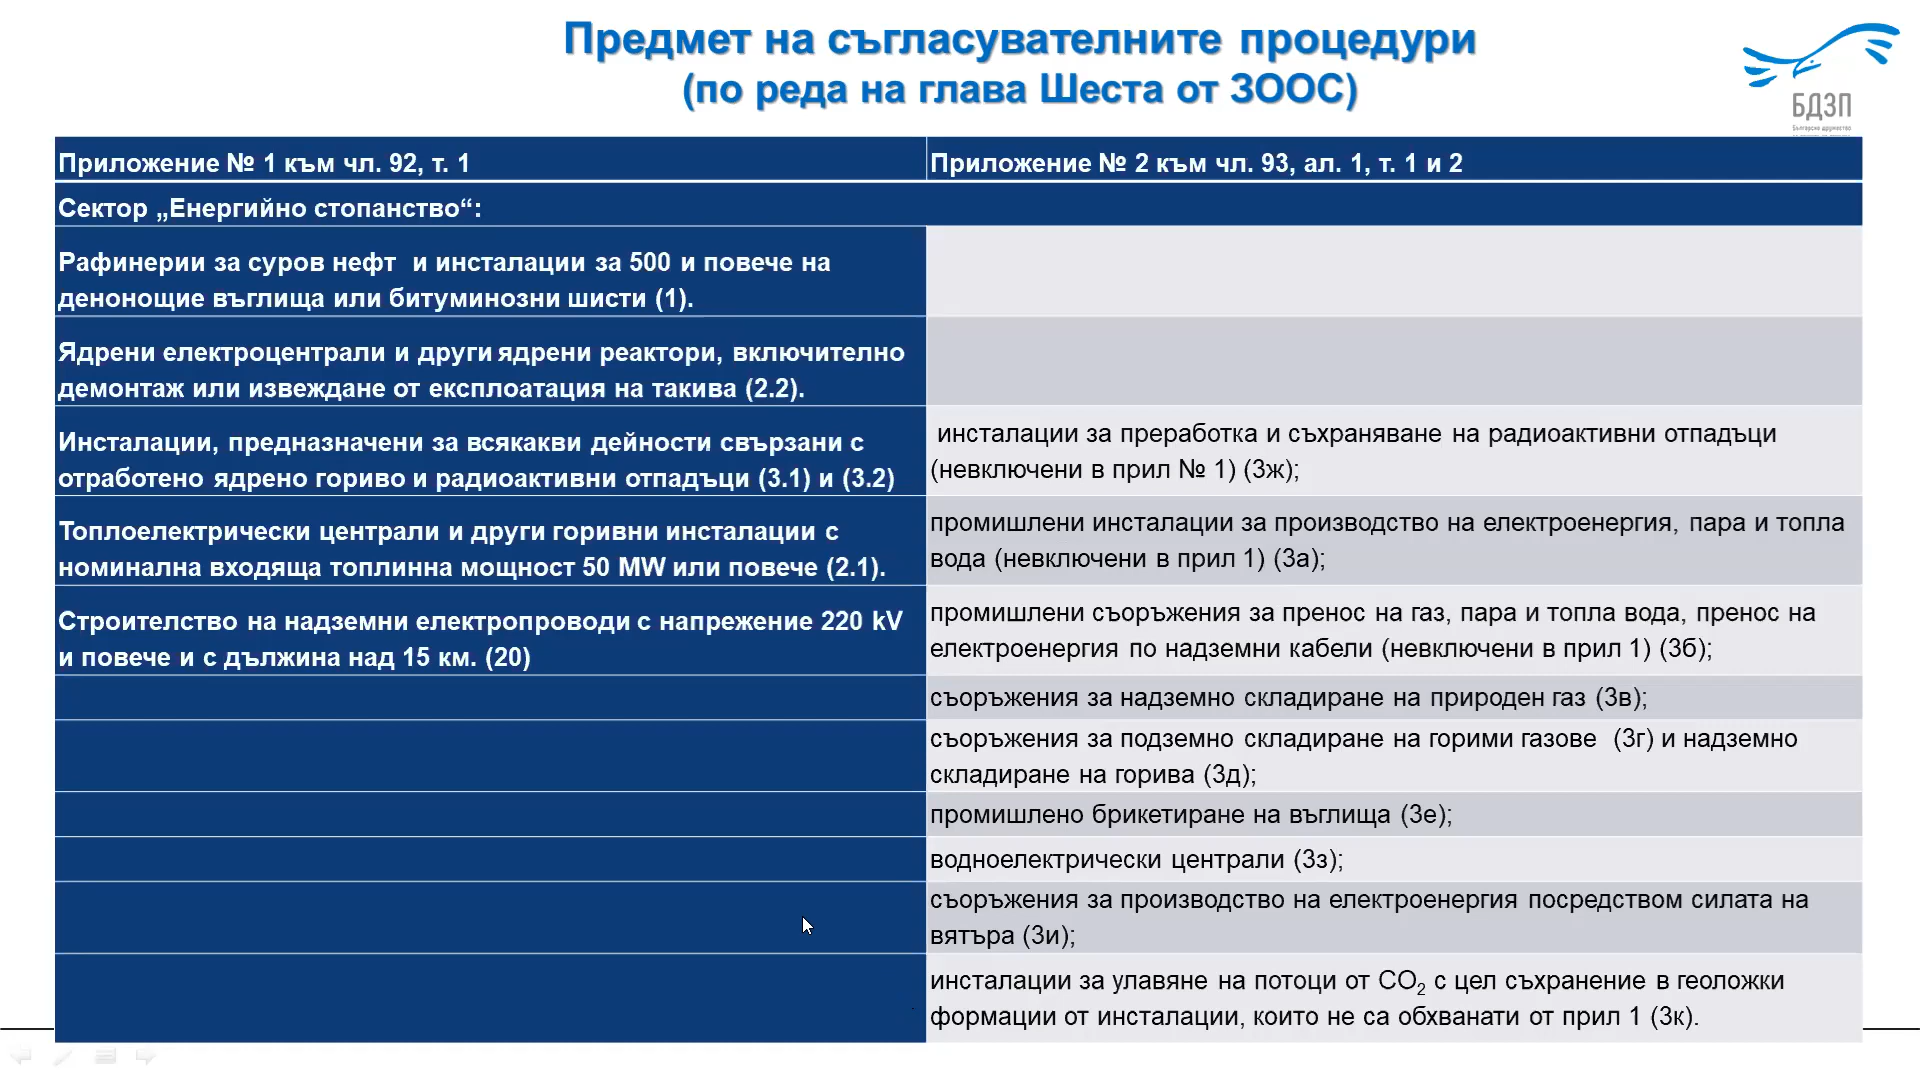 Предмет на съгласувателните процедури
(по реда на глава Шеста от ЗООС)
БДЗП
Приложение № 1 към чл. 92, т. 1
Приложение № 2 към чл. 93, ал. 1, т. 1 и 2
Сектор „Енергийно стопанство“:
Рафинерии за суров нефт и инсталации за 500 и повече на
денонощие въглища или битуминозни шисти (1).
Ядрени електроцентрали и други ядрени реактори, включително
демонтаж или извеждане от експлоатация на такива (2.2).
Инсталации, предназначени за всякакви дейности свързани с
отработено ядрено гориво и радиоактивни отпадъци (3.1) и (3.2)
инсталации за преработка и съхраняване на радиоактивни отпадъци
(невключени в прил № 1) (3ж);
Топлоелектрически централи и други горивни инсталации с
номинална входяща топлинна мощност 50 MW или повече (2.1).
промишлени инсталации за производство на електроенергия, пара и топла
вода (невключени в прил 1) (3а);
Строителство на надземни електропроводи с напрежение 220 kV
и повече и с дължина над 15 км. (20)
промишлени съоръжения за пренос на газ, пара и топла вода, пренос на
електроенергия по надземни кабели (невключени в прил 1) (3б);
съоръжения за надземно складиране на природен газ (3в);
съоръжения за подземно складиране на горими газове (3г) и надземно
складиране на горива (3д);
промишлено брикетиране на въглища (3е);
водноелектрически централи (3з);
съоръжения за производство на електроенергия посредством силата на
вятъра (3и);
инсталации за улавяне на потоци от CO₂ с цел съхранение в геоложки
формации от инсталации, които не са обхванати от прил 1 (3к).